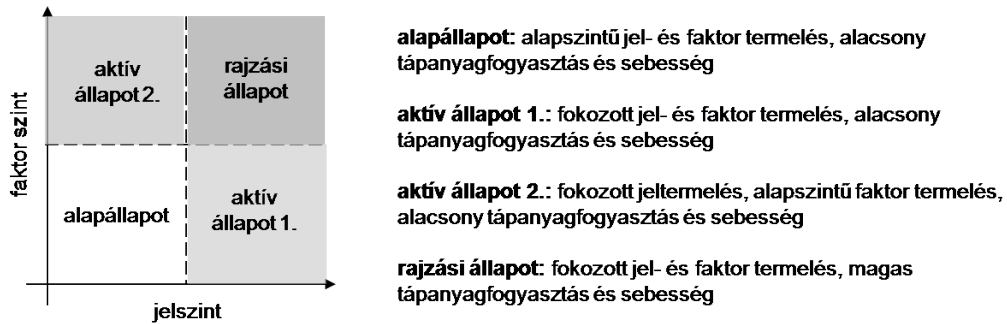 faktor szint
aktív
állapot 2.
rajzási
állapot
alapállapot
aktív
állapot 1.
jelszint
alapállapot: alapszintű jel- és faktor termelés, alacsony
tápanyagfogyasztás és sebesség
aktív állapot 1.: fokozott jel- és faktor termelés, alacsony
tápanyagfogyasztás és sebesség
aktív állapot 2.: fokozott jeltermelés, alapszintű faktor termelés,
alacsony tápanyagfogyasztás és sebesség
rajzási állapot: fokozott jel- és faktor termelés, magas
tápanyagfogyasztás és sebesség